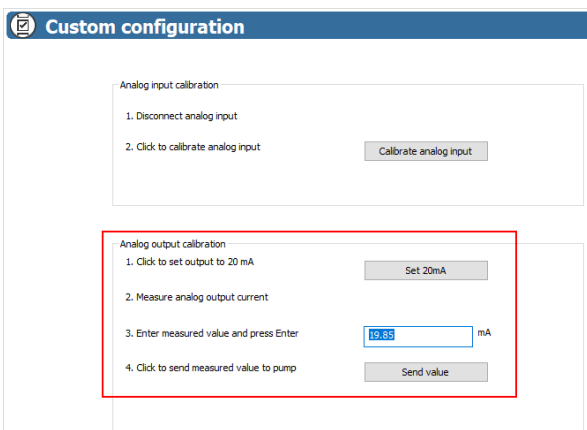 Custom configuration
Analog input calibration
1. Disconnect analog input
2. Click to calibrate analog input
Calibrate analog input
Analog output calibration
1. Click to set output to 20 mA
Set 20mA
2. Measure analog output current
3. Enter measured value and press Enter
19.85
mA
4. Click to send measured value to pump
Send value